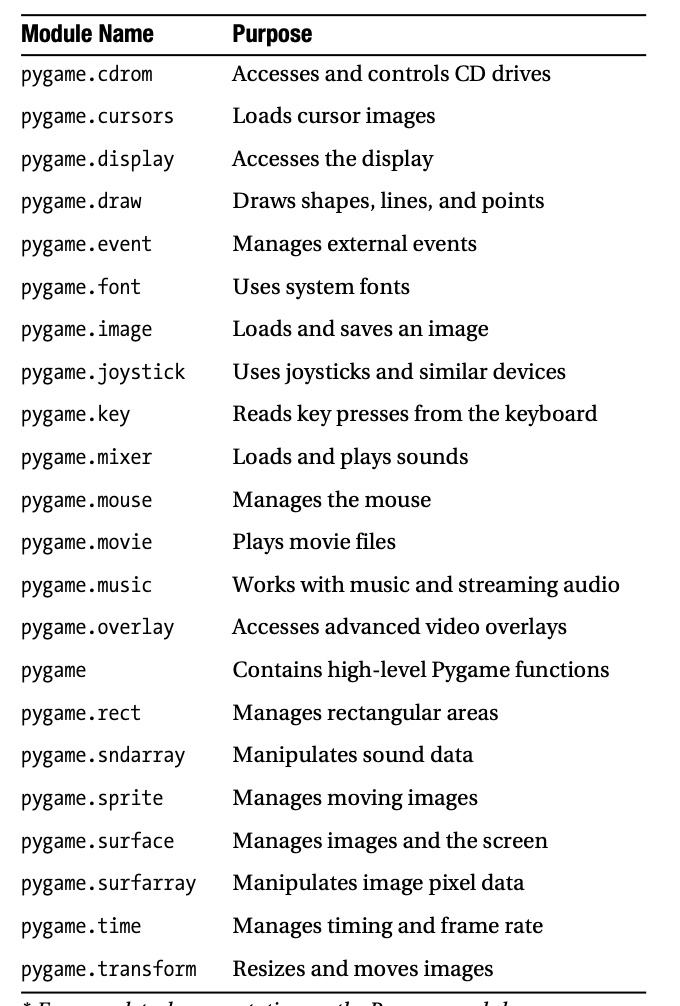 Module Name Purpose
pygame.cdrom Accesses and controls CD drives
pygame.cursors Loads cursor images
pygame.display Accesses the display
pygame.draw Draws shapes, lines, and points
pygame.event Manages external events
pygame.font Uses system fonts
pygame.image Loads and saves an image
pygame.joystick Uses joysticks and similar devices
pygame.key Reads key presses from the keyboard
pygame.mixer Loads and plays sounds
pygame.mouse Manages the mouse
pygame.movie Plays movie files
pygame.music Works with music and streaming audio
pygame.overlay Accesses advanced video overlays
pygame Contains high-level Pygame functions
pygame.rect Manages rectangular areas
pygame.sndarray Manipulates sound data
pygame.sprite Manages moving images
pygame.surface Manages images and the screen
pygame.surfarray Manipulates image pixel data
pygame.time Manages timing and frame rate
pygame.transform Resizes and moves images